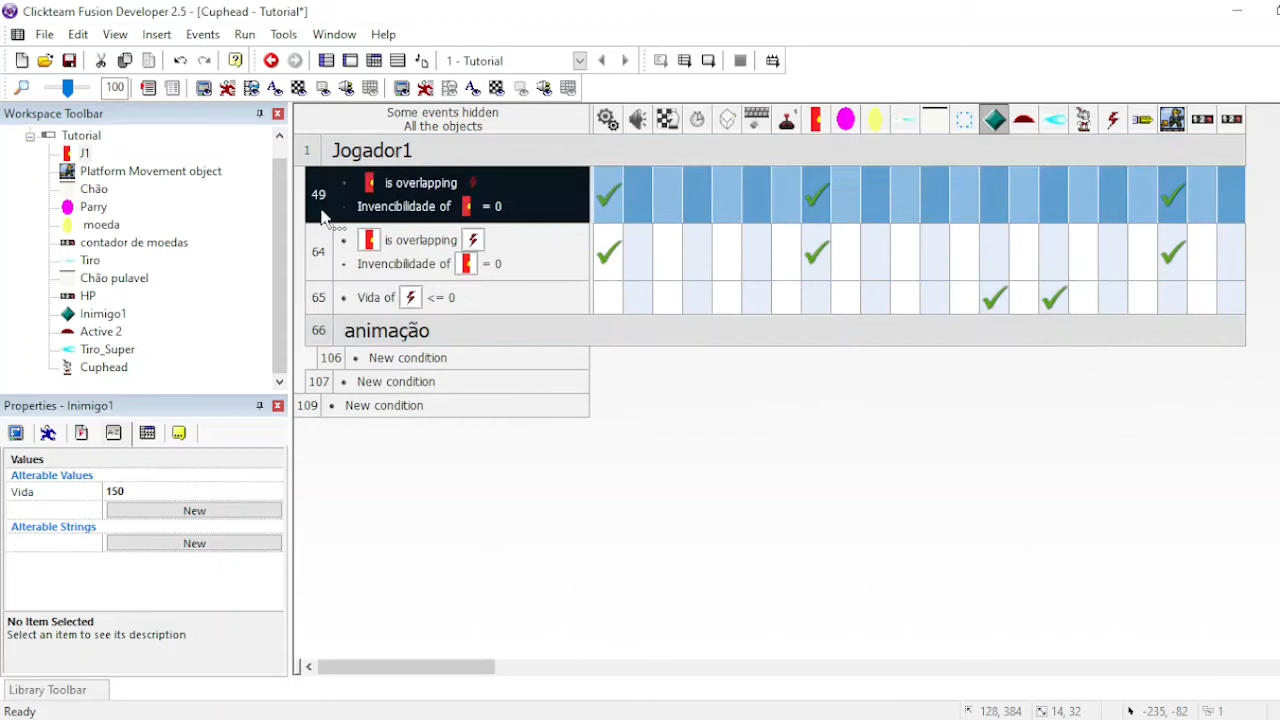 Clickteam Fusion Developer 2.5 - [Cuphead - Tutorial*]
File Edit View Insert Events Run Tools Window Help
1 - Tutorial
100
Workspace Toolbar
Tutorial
J1
Platform Movement object
Chão
Parry
moeda
contador de moedas
Tiro
Chão pulavel
HP
Inimigo1
Active 2
Tiro_Super
Cuphead
Properties - Inimigo1
Values
Alterable Values
Vida 150
New
Alterable Strings
New
No Item Selected
Select an item to see its description
Library Toolbar
Ready
Some events hidden
All the objects
1 Jogador1
49 is overlapping
Invencibilidade of = 0
64 is overlapping
Invencibilidade of = 0
65 Vida of <= 0
66 animação
106 New condition
107 New condition
109 New condition
128, 384 14, 32 -235, -82 1